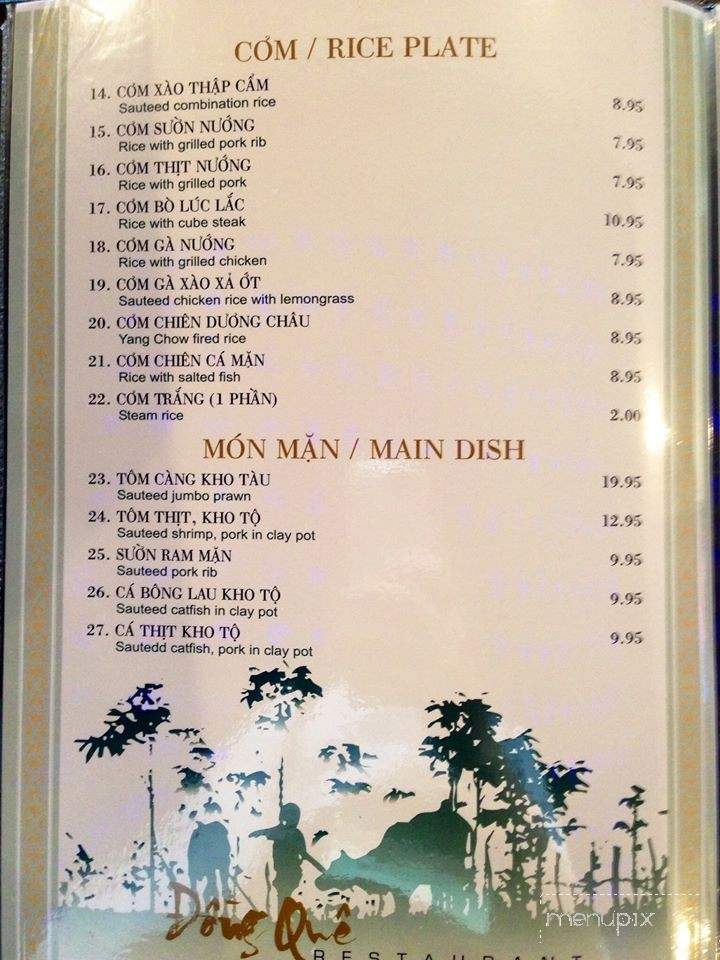 CƠM / RICE PLATE
14. CƠM XÀO THẬP CẨM 8.95
Sauteed combination rice
15. CƠM SƯỜN NƯỚNG 7.95
Rice with grilled pork rib
16. CƠM THỊT NƯỚNG 7.95
Rice with grilled pork
17. CƠM BÒ LÚC LẮC 10.95
Rice with cube steak
18. CƠM GÀ NƯỚNG 7.95
Rice with grilled chicken
19. CƠM GÀ XÀO XẢ ỚT 8.95
Sauteed chicken rice with lemongrass
20. CƠM CHIÊN DƯƠNG CHÂU 8.95
Yang Chow fired rice
21. CƠM CHIÊN CÁ MẶN 8.95
Rice with salted fish
22. CƠM TRẮNG (1 PHẦN) 2.00
Steam rice
MÓN MẶN / MAIN DISH
23. TÔM CÀNG KHO TÀU 19.95
Sauteed jumbo prawn
24. TÔM THỊT, KHO TỘ 12.95
Sauteed shrimp, pork in clay pot
25. SƯỜN RAM MẶN 9.95
Sauteed pork rib
26. CÁ BÔNG LAU KHO TỘ 9.95
Sauteed catfish in clay pot
27. CÁ THỊT KHO TỘ 9.95
Sautedd catfish, pork in clay pot
Đồng Quê
RESTAURANT
menupix